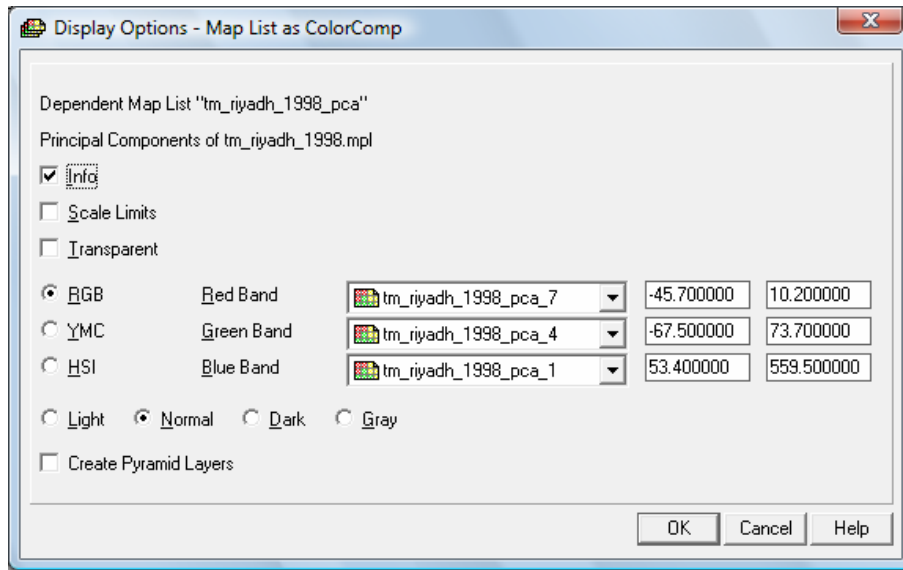 Display Options - Map List as ColorComp
Dependent Map List "tm_riyadh_1998_pca"
Principal Components of tm_riyadh_1998.mpl
Info
Scale Limits
Transparent
RGB Red Band tm_riyadh_1998_pca_7 -45.700000 10.200000
YMC Green Band tm_riyadh_1998_pca_4 -67.500000 73.700000
HSI Blue Band tm_riyadh_1998_pca_1 53.400000 559.500000
Light Normal Dark Gray
Create Pyramid Layers
OK Cancel Help